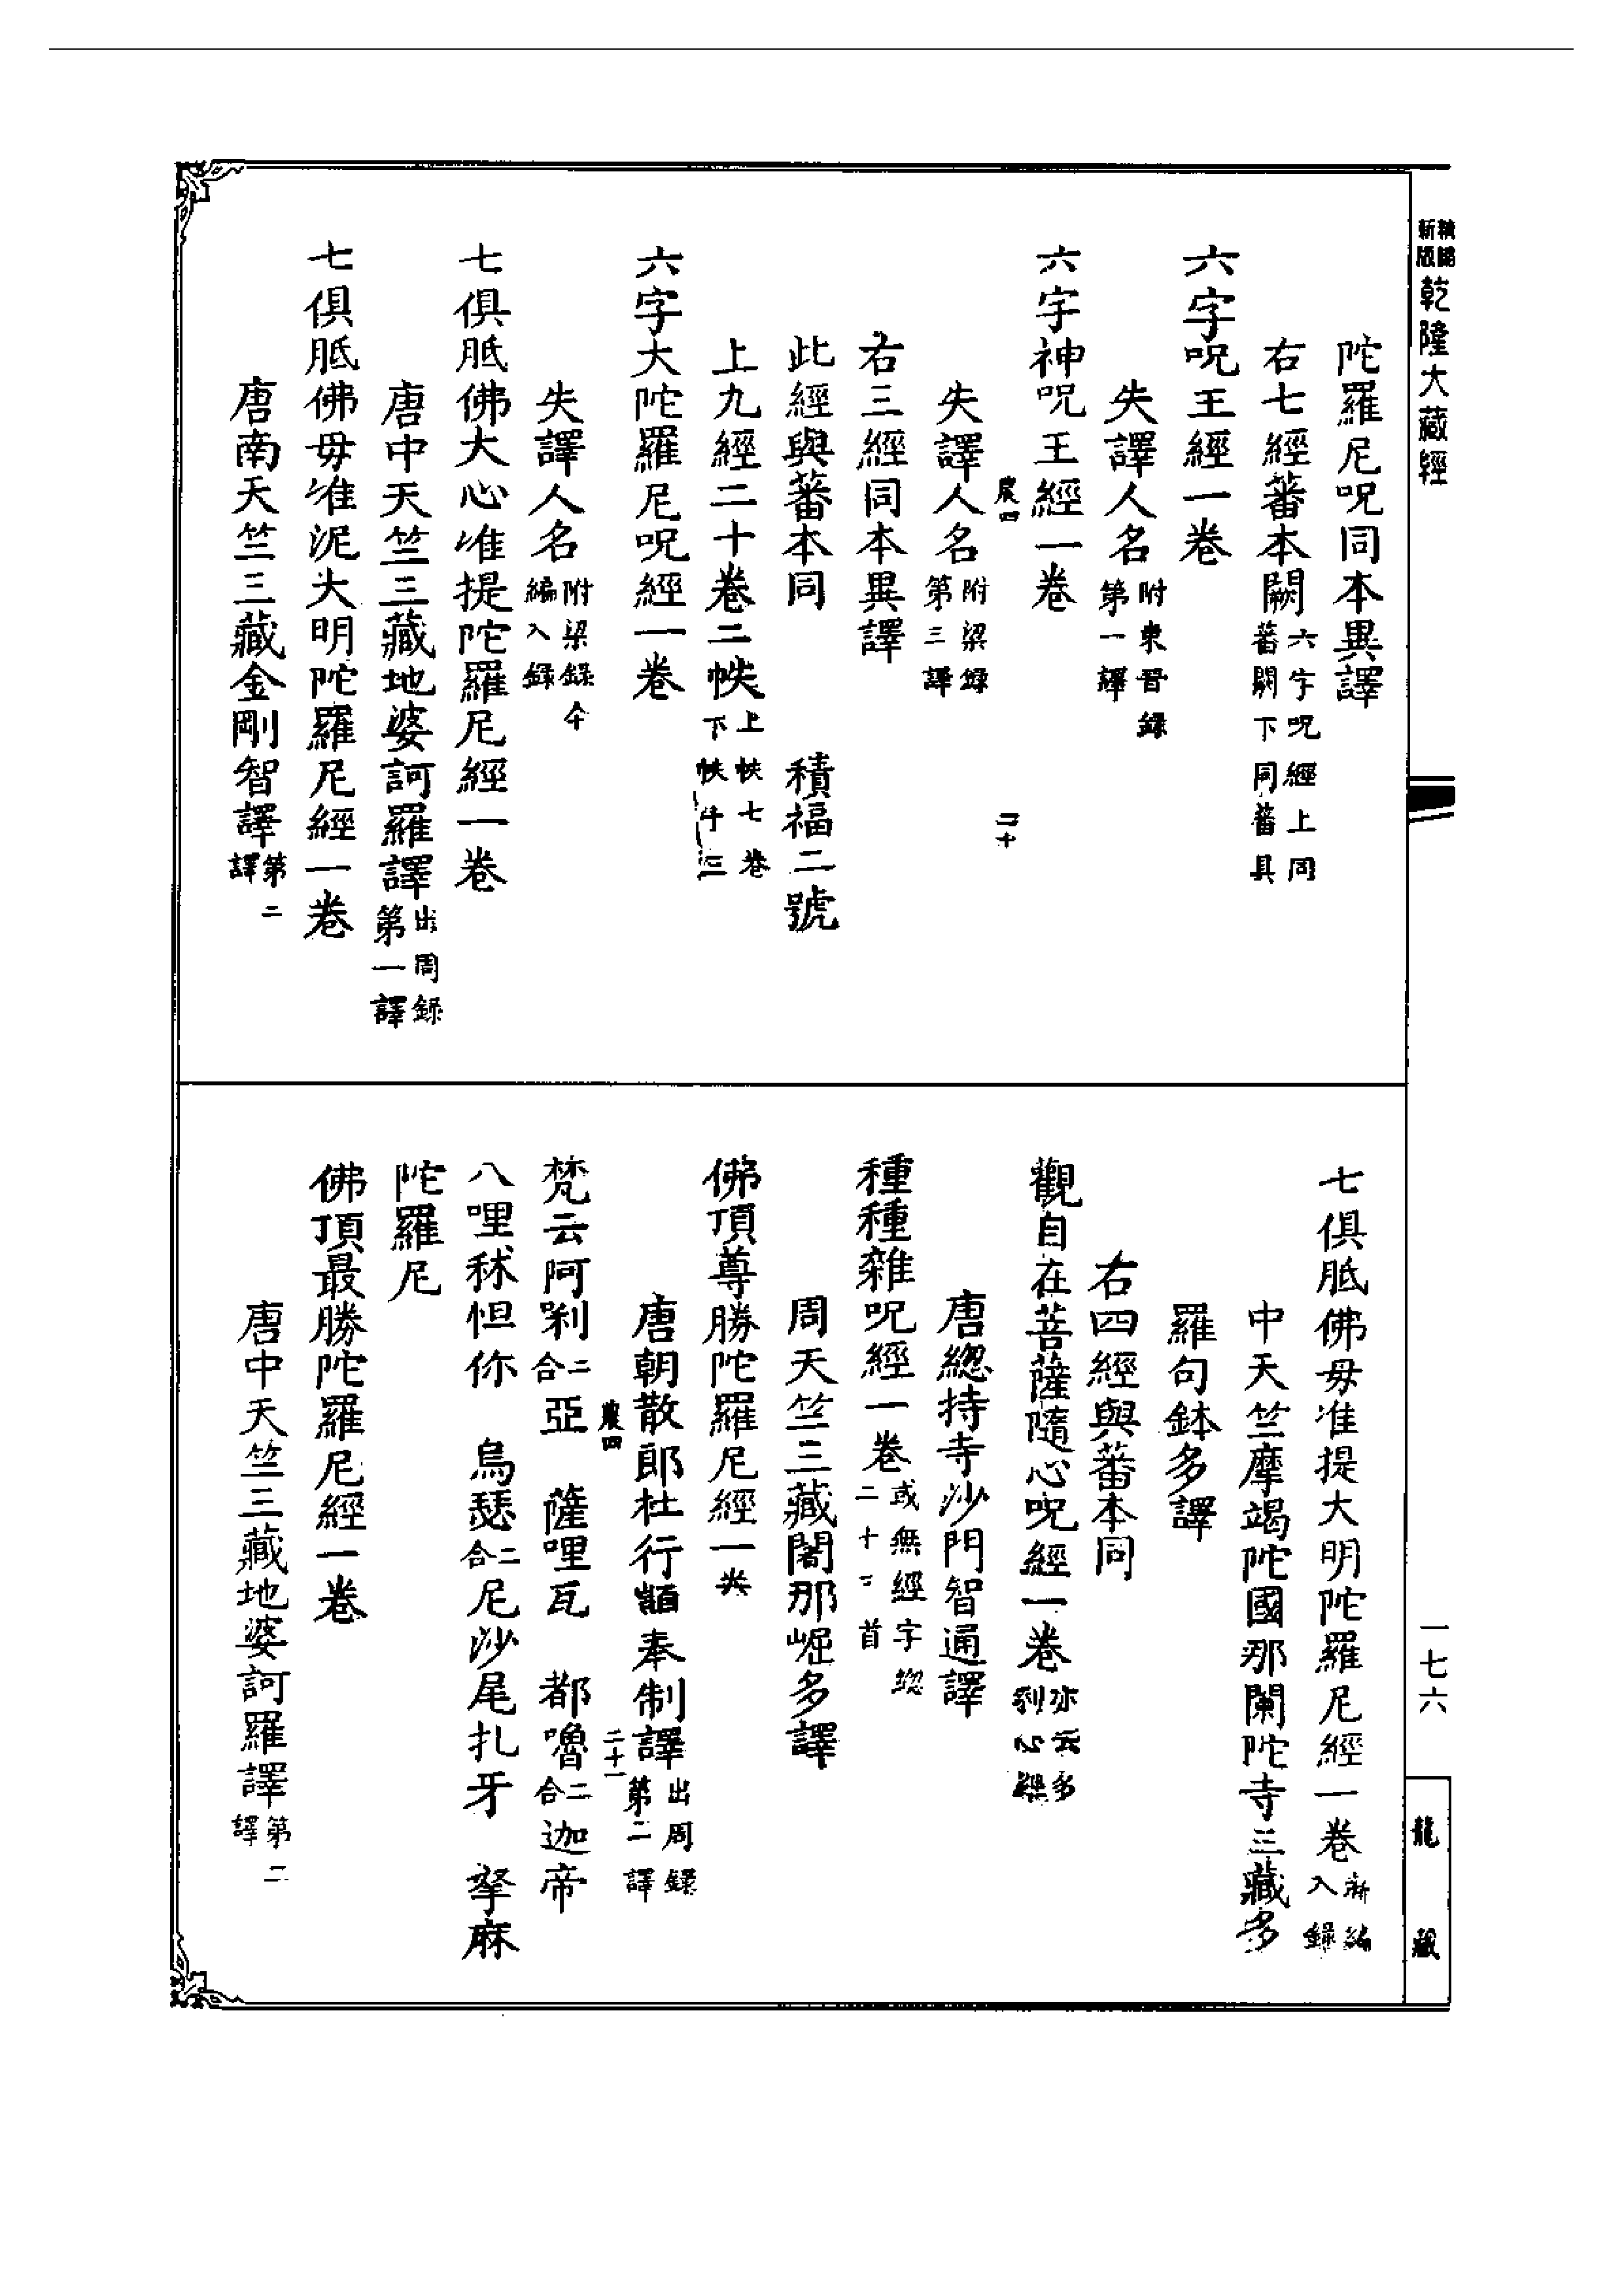 新版
精縮
乾隆大藏經
陀羅尼呪同本異譯
右七經蕃本闕六字呪經上同蕃闕下同蕃具
六字呪王經一卷
失譯人名附東晉錄第一譯
六字神呪王經一卷
農四 二十
失譯人名附梁錄第三譯
右三經同本異譯
此經與蕃本同 積福二號
上九經二十卷二帙上帙七卷下帙十三
六字大陀羅尼呪經一卷
失譯人名附梁錄今編入錄
七俱胝佛大心准提陀羅尼經一卷
唐中天竺三藏地婆訶羅譯出周錄第一譯
七俱胝佛毋准泥大明陀羅尼經一卷
唐南天竺三藏金剛智譯第二譯
七俱胝佛毋准提大明陀羅尼經一卷新編入錄
中天竺摩竭陀國那闌陀寺三藏多
羅句鉢多譯
右四經與蕃本同
觀自在菩薩隨心呪經一卷亦云多利心經
唐總持寺沙門智通譯
種種雜呪經一卷或無經字總二十三首
周天竺三藏闍那崛多譯
佛頂尊勝陀羅尼經一卷
唐朝散郎杜行顗奉制譯出周錄第二譯
農四 二十一
梵云阿剎二合亞 薩哩瓦 都嚕二合迦帝
八哩秫怛你 烏瑟二合尼沙尾扎牙 拏麻
陀羅尼
佛頂最勝陀羅尼經一卷
唐中天竺三藏地婆訶羅譯第二譯
一七六
龍藏